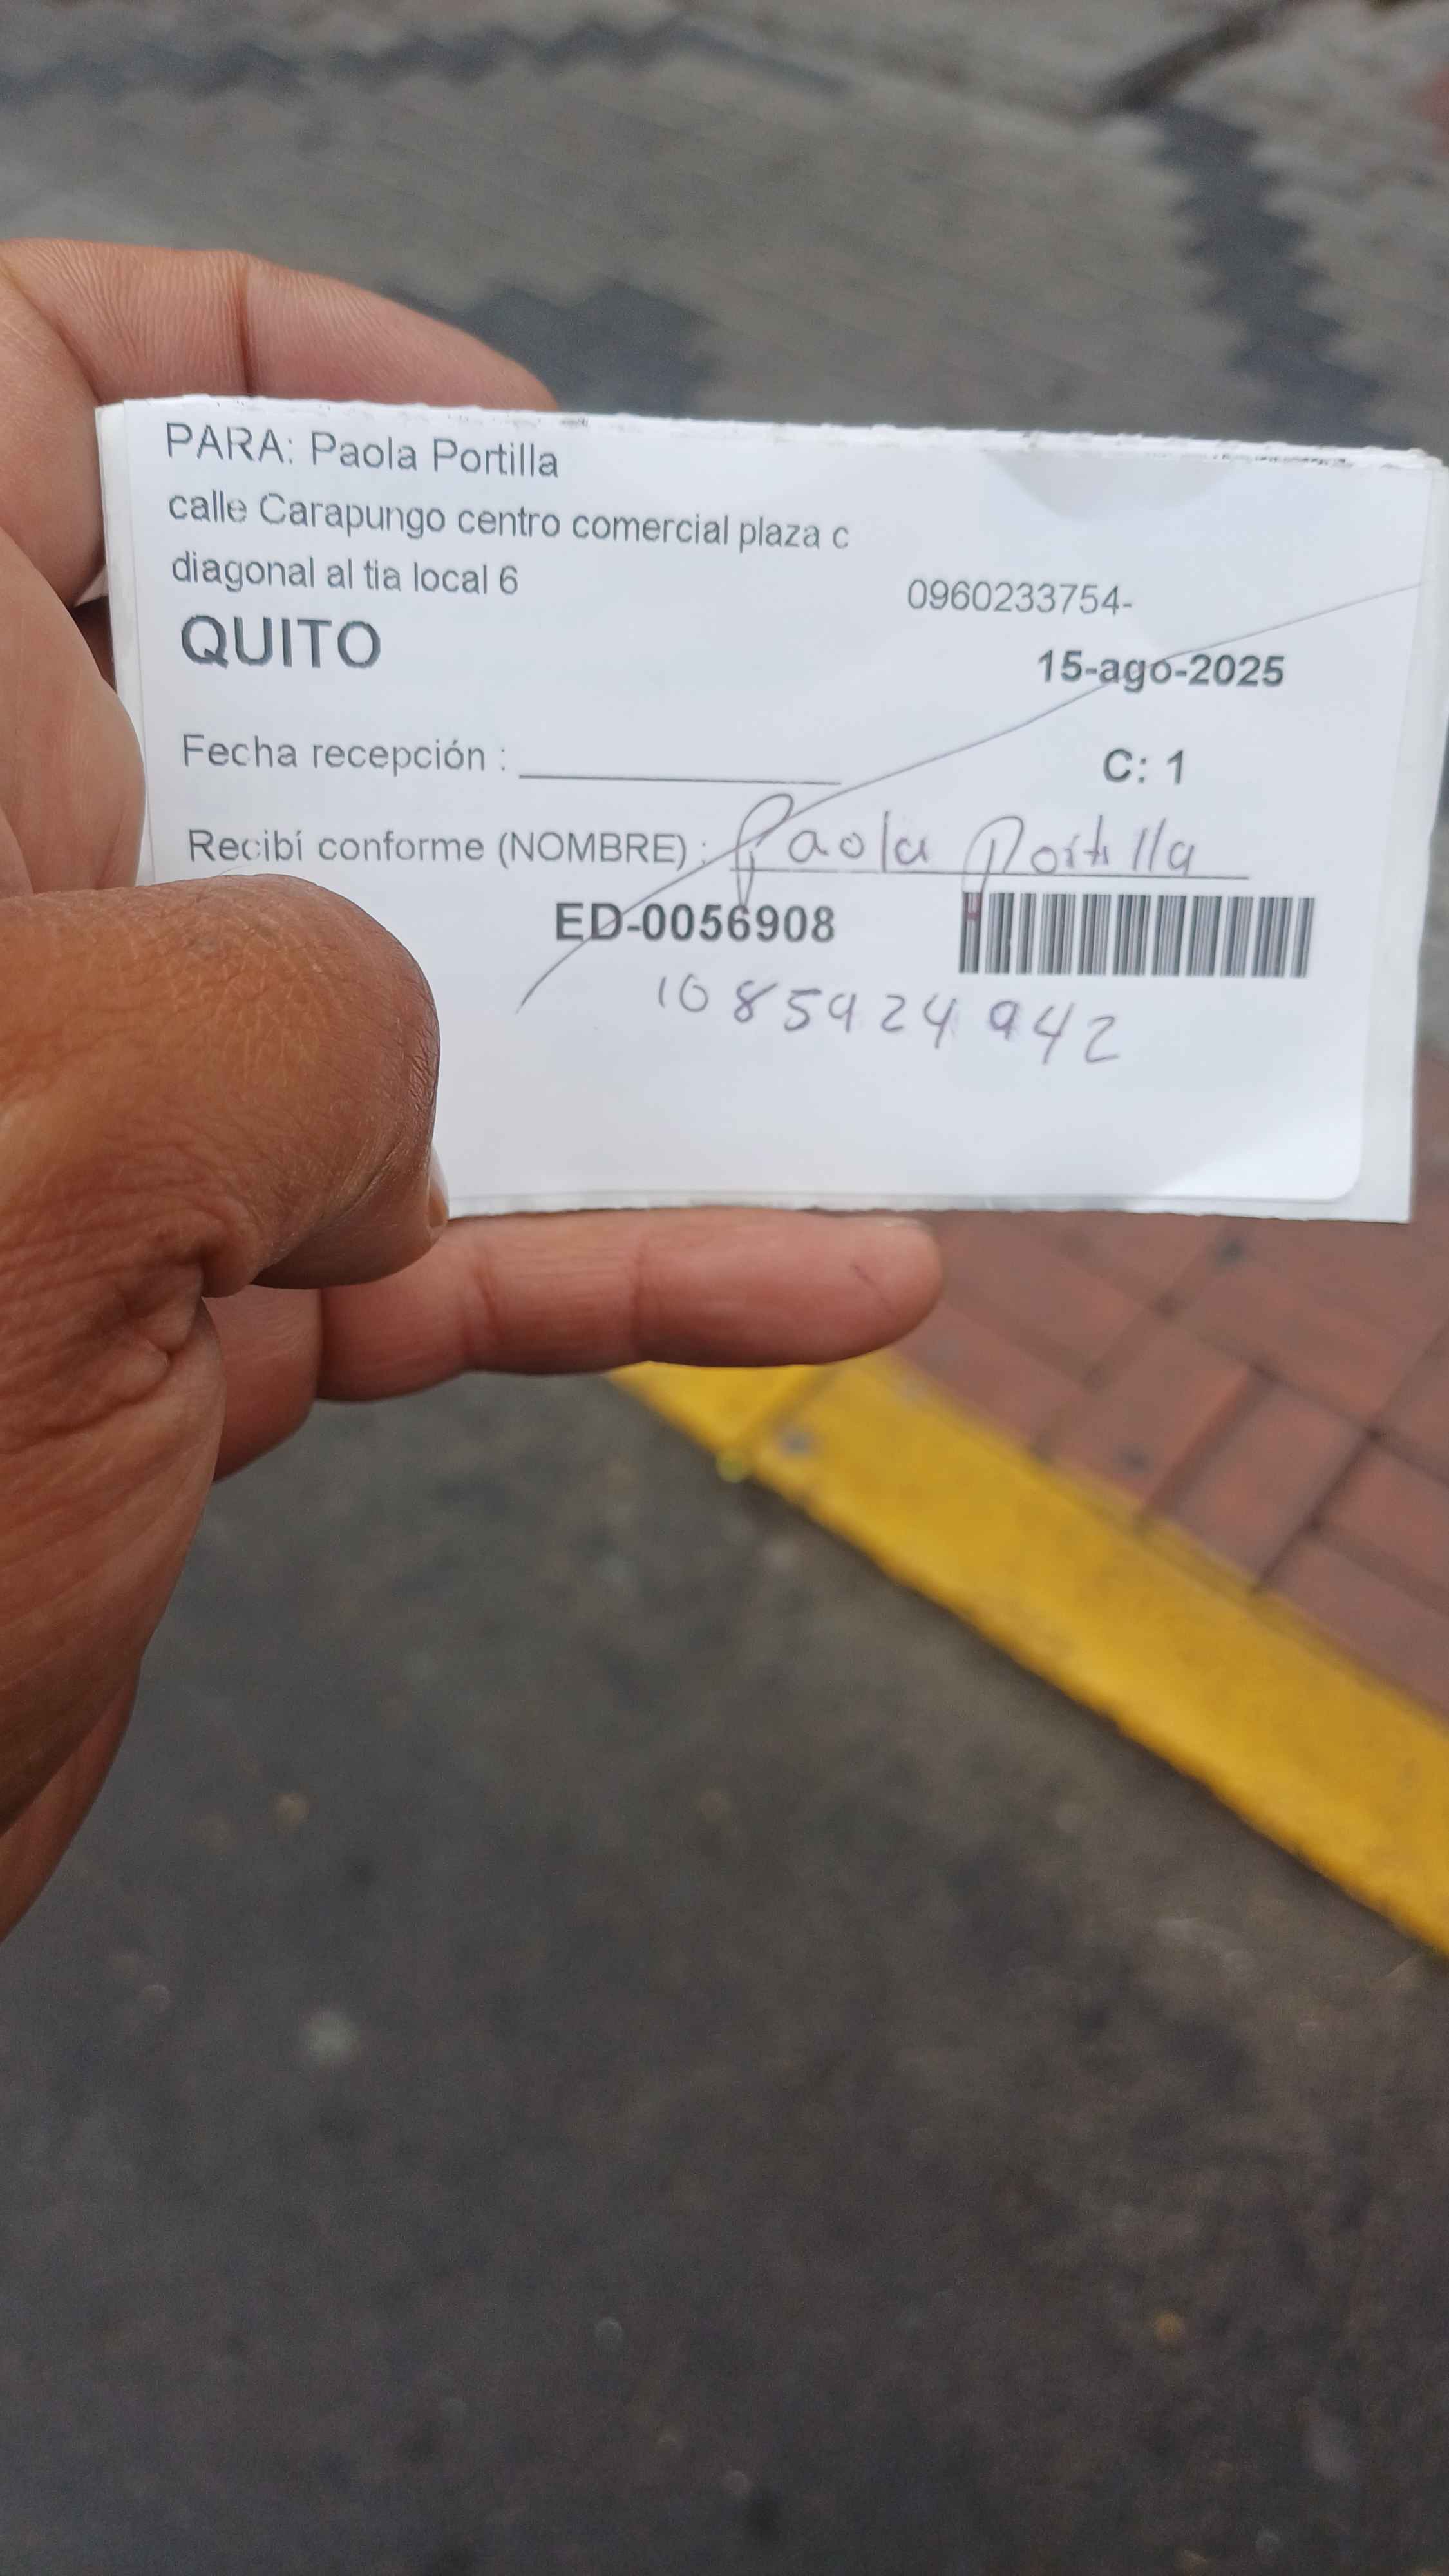 PARA: Paola Portilla
calle Carapungo centro comercial plaza c
diagonal al tia local 6
0960233754-
QUITO
15-ago-2025
Fecha recepción :
C: 1
Recibí conforme (NOMBRE) : Paola Portilla
ED-0056908
1085924942